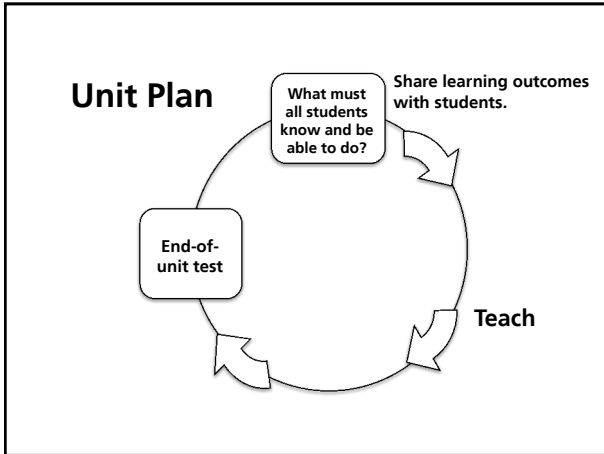 Unit Plan
What must
all students
know and be
able to do?
Share learning outcomes
with students.
Teach
End-of-
unit test